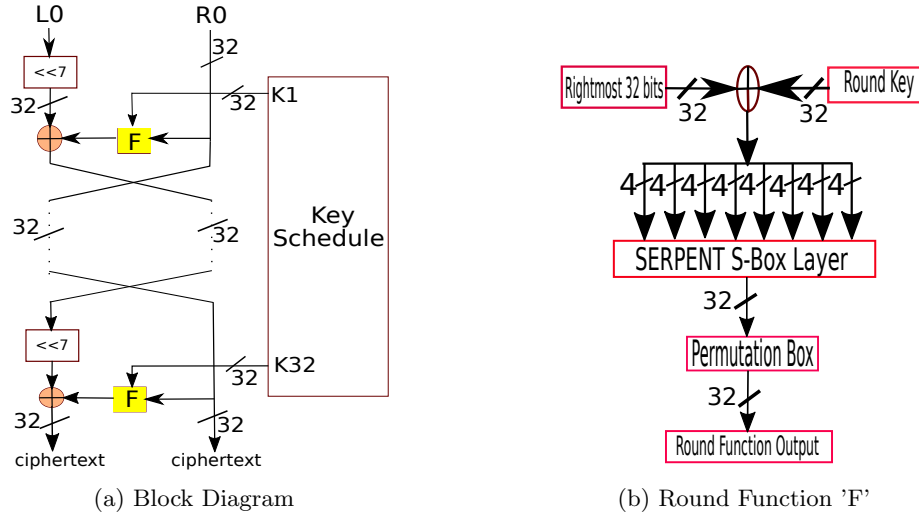 L0
R0
32
<<7
32
32
K1
F
Key
Schedule
32
32
<<7
K32
32
F
32
32
ciphertext
ciphertext
(a) Block Diagram
Rightmost 32 bits
Round Key
32
32
4 4 4 4 4 4 4 4
SERPENT S-Box Layer
32
Permutation Box
32
Round Function Output
(b) Round Function 'F'